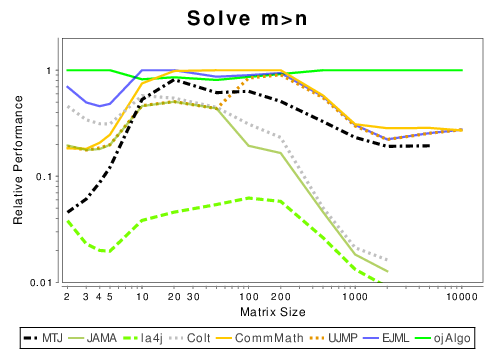 Solve m>n
Relative Performance
1
0.1
0.01
2 3 4 5 10 20 30 100 200 1000 10000
Matrix Size
MTJ JAMA la4j Colt CommMath UJMP EJML ojAlgo